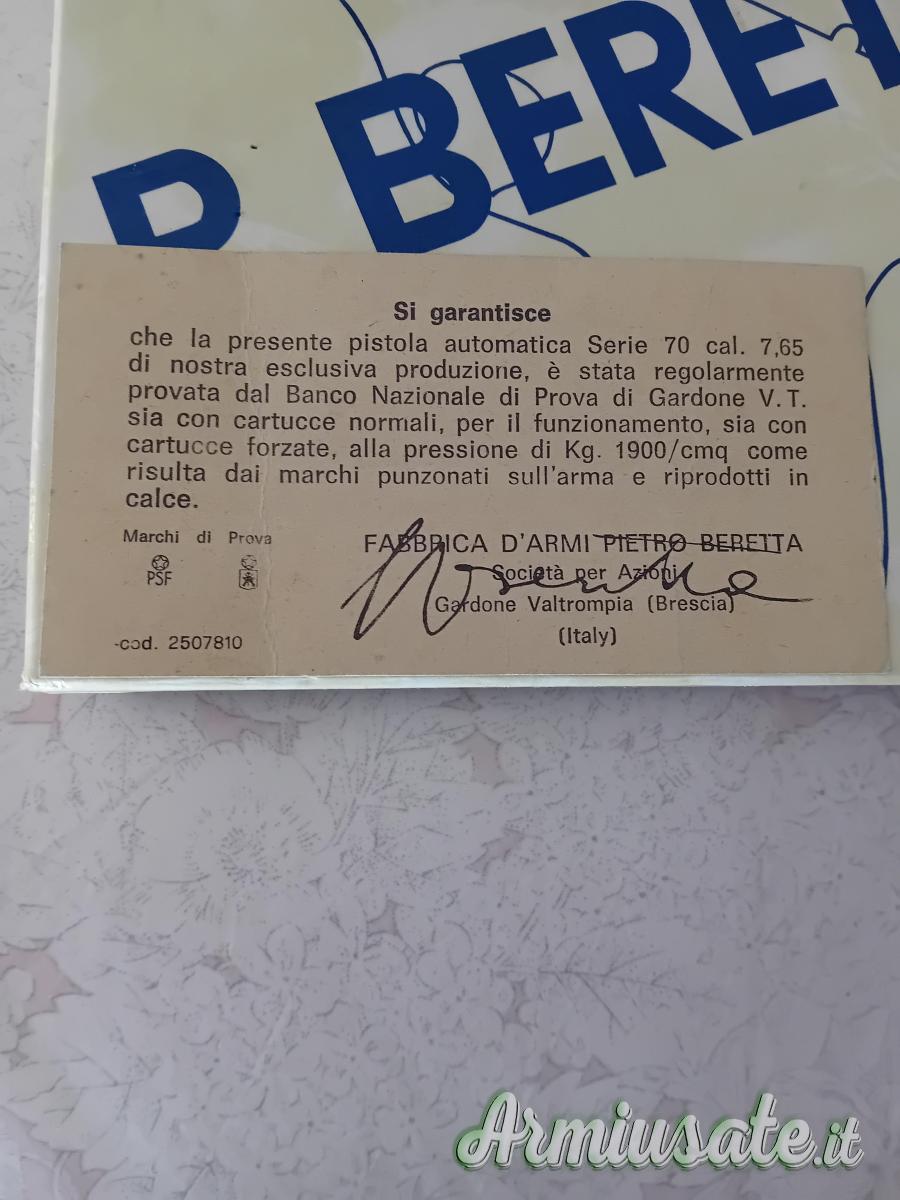 P. BERET
Si garantisce
che la presente pistola automatica Serie 70 cal. 7,65
di nostra esclusiva produzione, è stata regolarmente
provata dal Banco Nazionale di Prova di Gardone V.T.
sia con cartucce normali, per il funzionamento, sia con
cartucce forzate, alla pressione di Kg. 1900/cmq come
risulta dai marchi punzonati sull'arma e riprodotti in
calce.
Marchi di Prova
PSF
FABBRICA D'ARMI PIETRO BERETTA
Società per Azioni
Gardone Valtrompia (Brescia)
(Italy)
-cod. 2507810
Armiusate.it